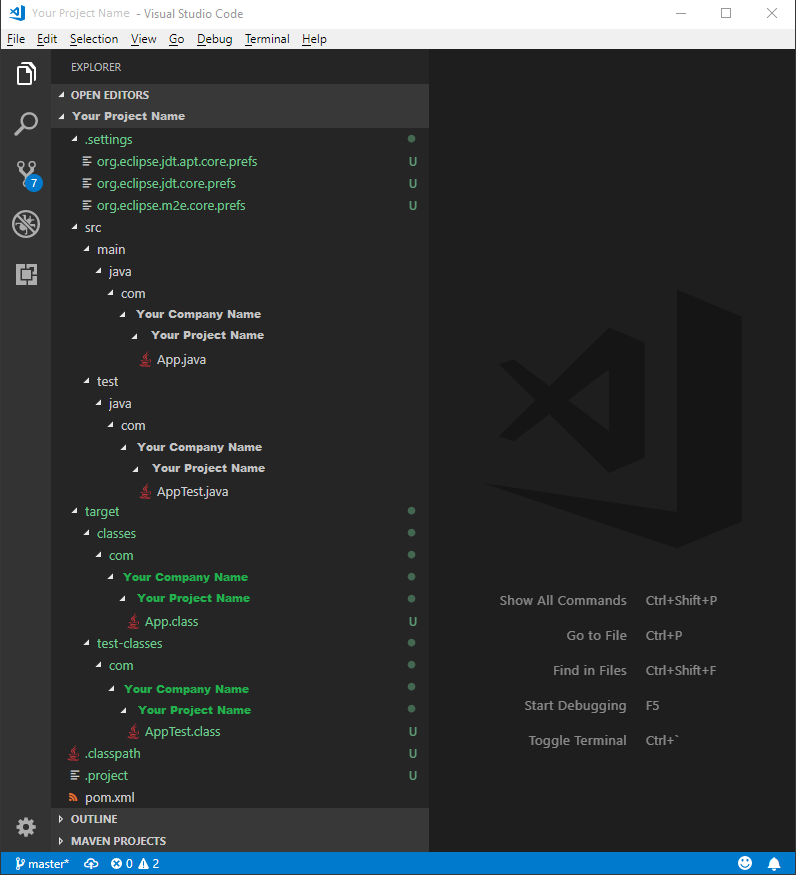 Your Project Name - Visual Studio Code
File Edit Selection View Go Debug Terminal Help
EXPLORER
OPEN EDITORS
Your Project Name
.settings
org.eclipse.jdt.apt.core.prefs U
org.eclipse.jdt.core.prefs U
org.eclipse.m2e.core.prefs U
src
main
java
com
Your Company Name
Your Project Name
App.java
test
java
com
Your Company Name
Your Project Name
AppTest.java
target
classes
com
Your Company Name
Your Project Name
App.class U
test-classes
com
Your Company Name
Your Project Name
AppTest.class U
.classpath U
.project U
pom.xml
OUTLINE
MAVEN PROJECTS
7
Show All Commands Ctrl+Shift+P
Go to File Ctrl+P
Find in Files Ctrl+Shift+F
Start Debugging F5
Toggle Terminal Ctrl+`
master* 0 2